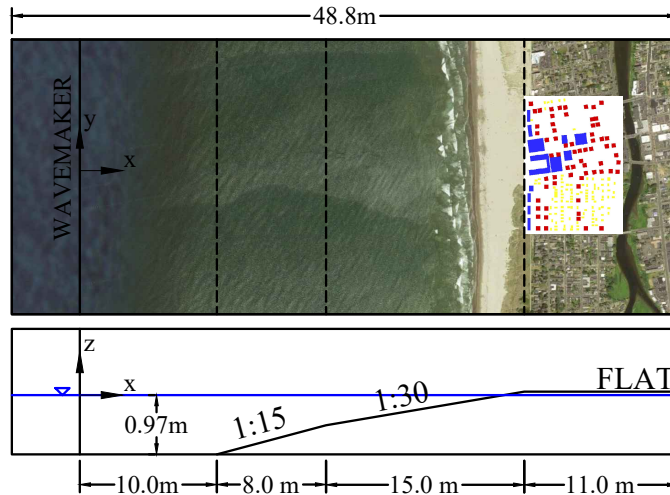 48.8m
WAVEMAKER
y
x
z
x
0.97m
1:15
1:30
FLAT
10.0m
8.0 m
15.0 m
11.0 m